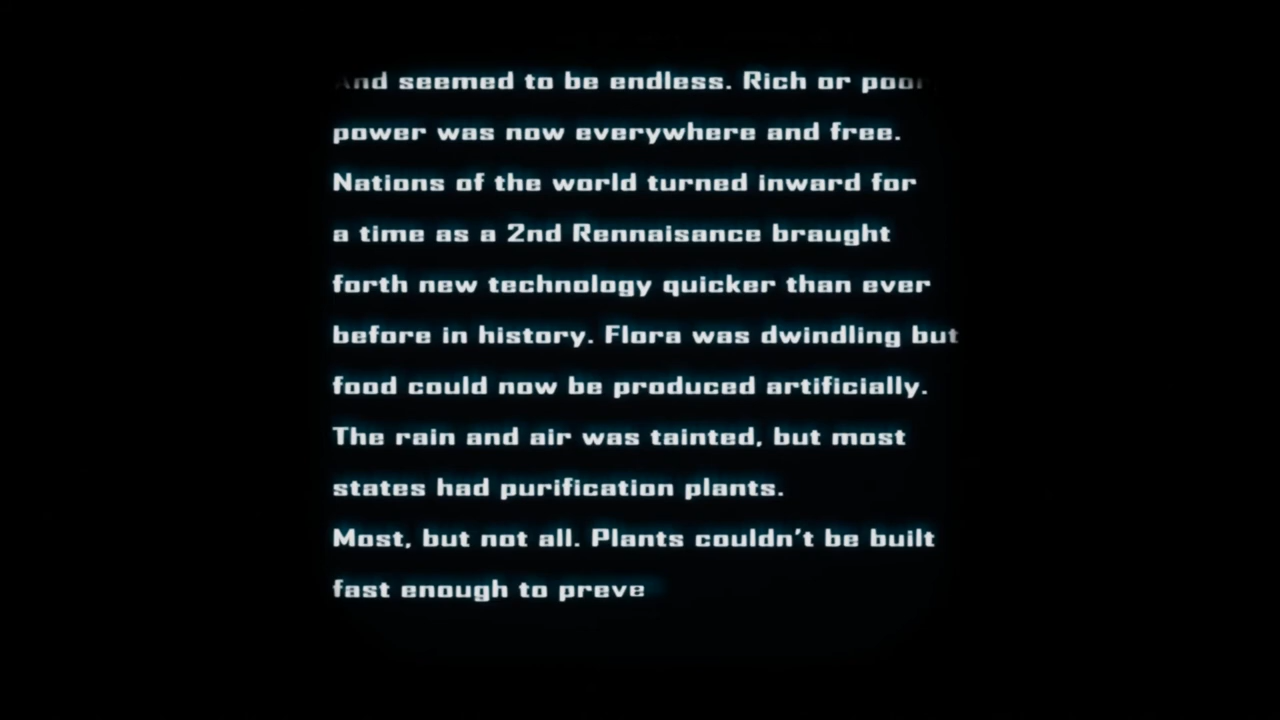 And seemed to be endless. Rich or poor
power was now everywhere and free.
Nations of the world turned inward for
a time as a 2nd Rennaisance braught
forth new technology quicker than ever
before in history. Flora was dwindling but
food could now be produced artificially.
The rain and air was tainted, but most
states had purification plants.
Most, but not all. Plants couldn't be built
fast enough to preve